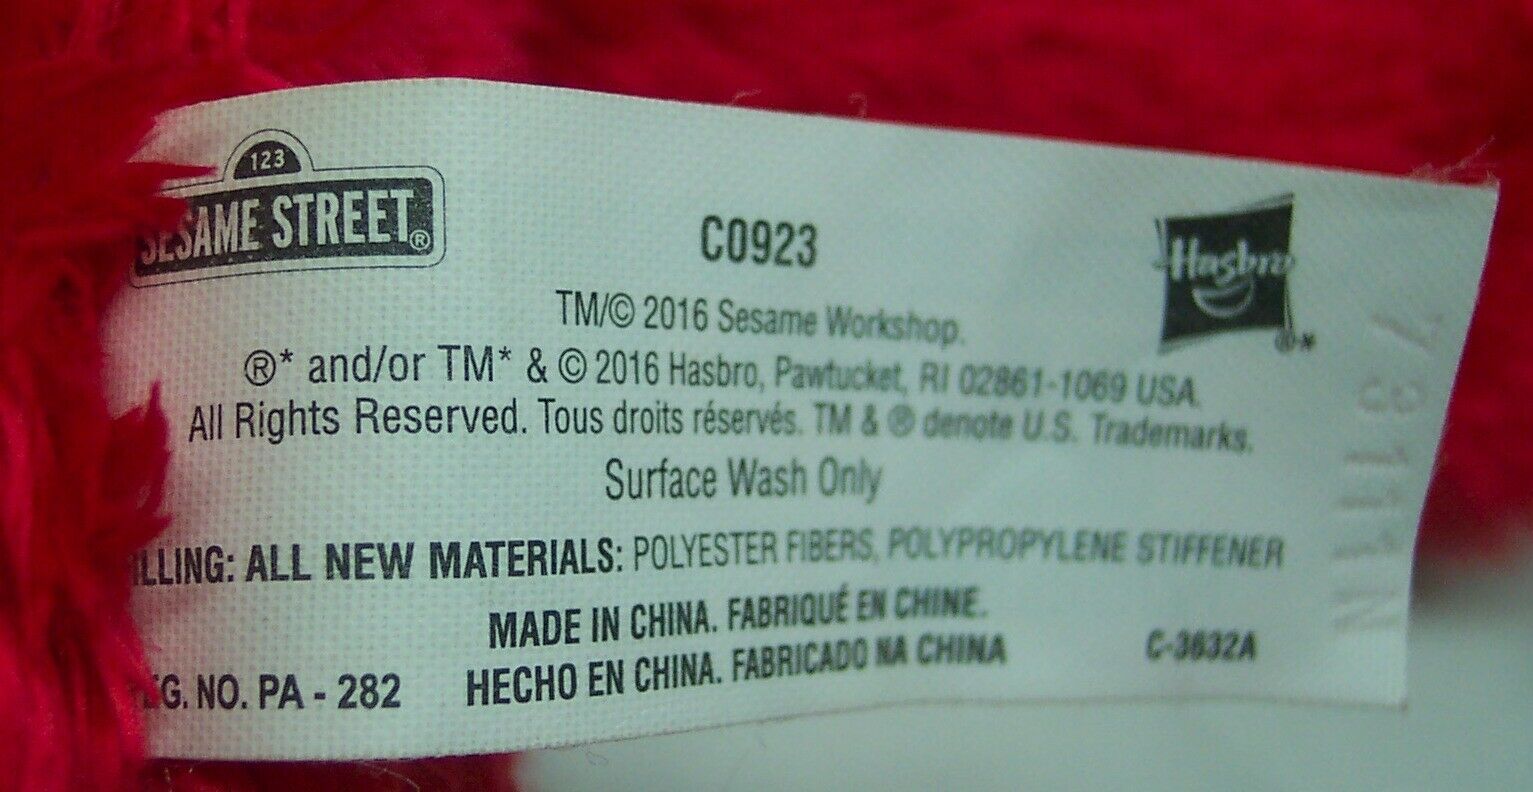 123
SESAME STREET®
C0923
Hasbro
®*
TM/© 2016 Sesame Workshop.
®* and/or TM* & © 2016 Hasbro, Pawtucket, RI 02861-1069 USA.
All Rights Reserved. Tous droits réservés. TM & ® denote U.S. Trademarks.
Surface Wash Only
ILLING: ALL NEW MATERIALS: POLYESTER FIBERS, POLYPROPYLENE STIFFENER
MADE IN CHINA. FABRIQUÉ EN CHINE.
HECHO EN CHINA. FABRICADO NA CHINA
EG. NO. PA - 282
C-3632A